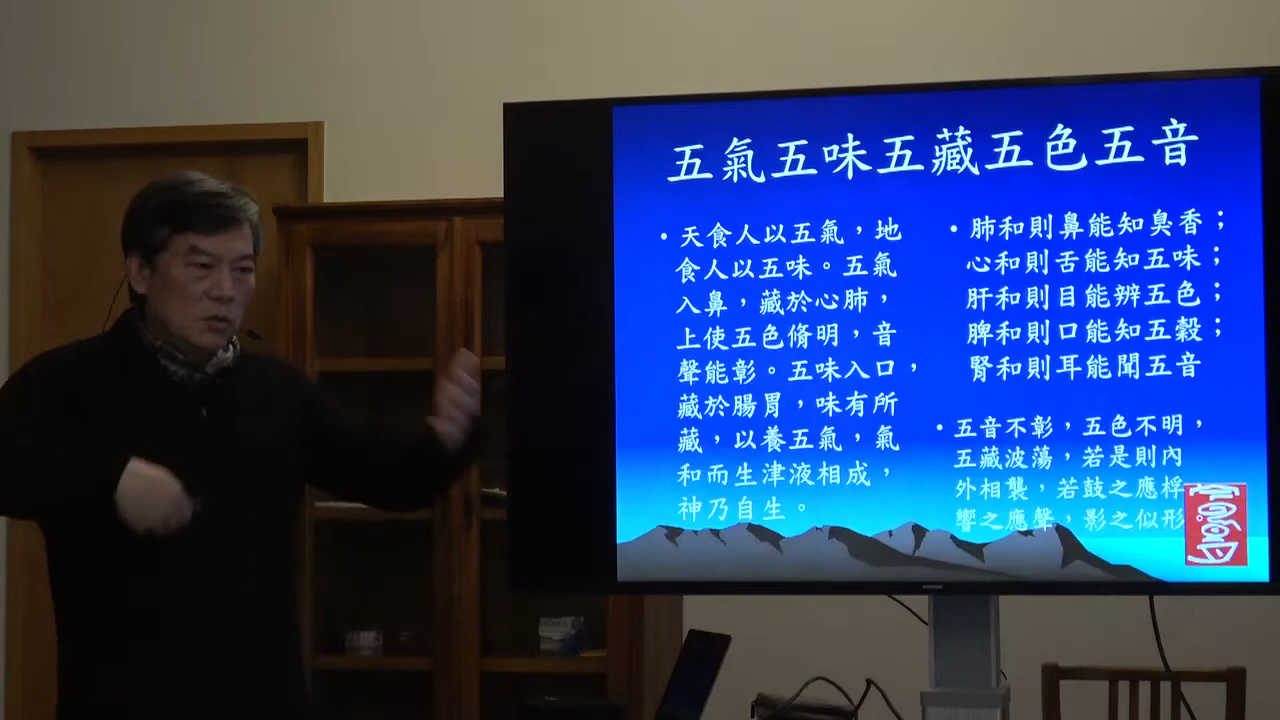 五氣五味五藏五色五音
• 天食人以五氣，地
食人以五味。五氣
入鼻，藏於心肺，
上使五色脩明，音
聲能彰。五味入口，
藏於腸胃，味有所
藏，以養五氣，氣
和而生津液相成，
神乃自生。
• 肺和則鼻能知臭香；
心和則舌能知五味；
肝和則目能辨五色；
脾和則口能知五穀；
腎和則耳能聞五音
• 五音不彰，五色不明，
五藏波蕩，若是則內
外相襲，若鼓之應桴
響之應聲，影之似形